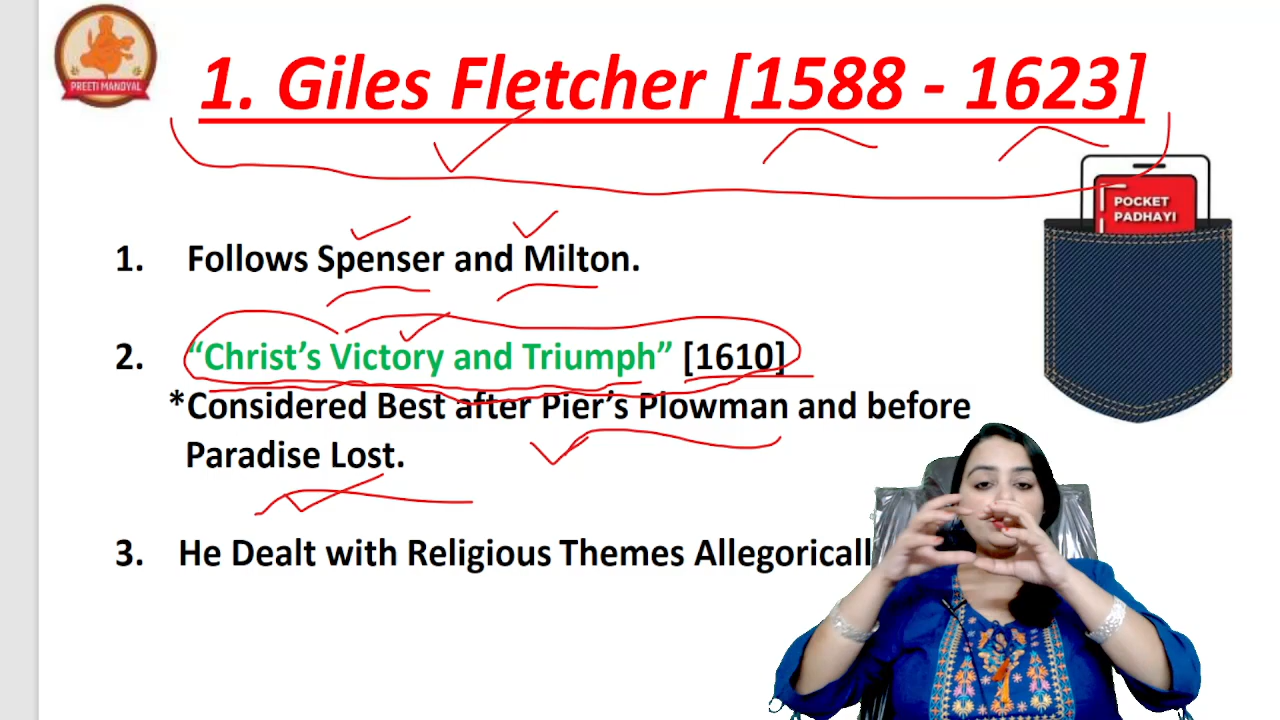 PREETI MANDYAL
1. Giles Fletcher [1588 - 1623]
POCKET
PADHAYI
1. Follows Spenser and Milton.
2. “Christ’s Victory and Triumph” [1610]
*Considered Best after Pier’s Plowman and before
Paradise Lost.
3. He Dealt with Religious Themes Allegoricall